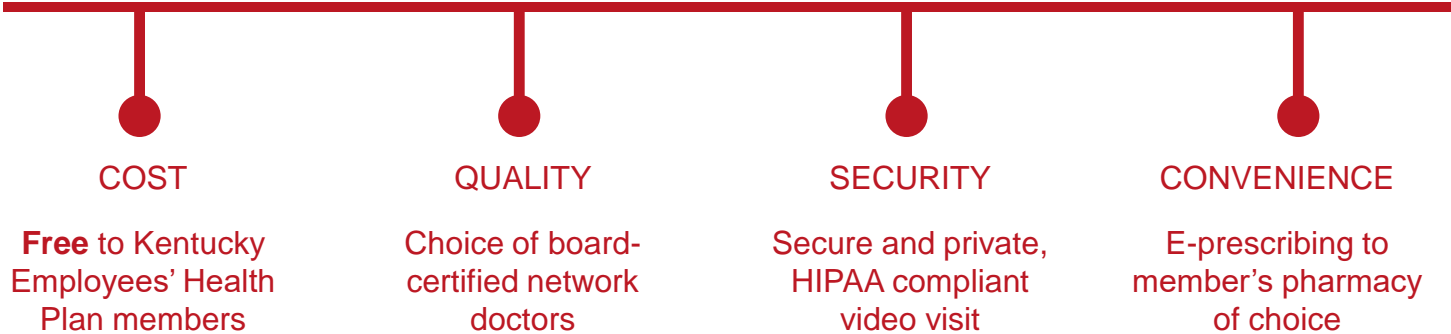 COST
Free to Kentucky
Employees’ Health
Plan members
QUALITY
Choice of board-
certified network
doctors
SECURITY
Secure and private,
HIPAA compliant
video visit
CONVENIENCE
E-prescribing to
member’s pharmacy
of choice